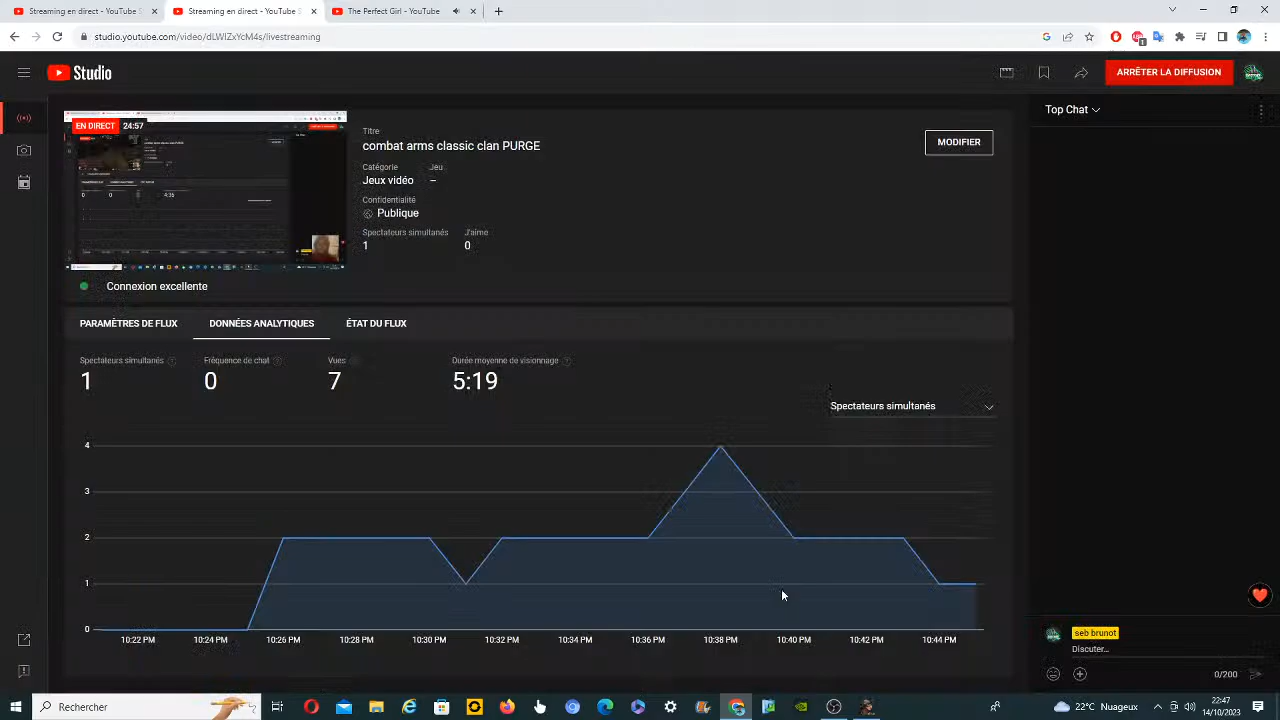 Streaming en direct - YouTube S
Streaming en direct - YouTube S
The Perfect Girl - YouTube
studio.youtube.com/video/dLWIZxYcM4s/livestreaming
Studio
ARRÊTER LA DIFFUSION
Top Chat
EN DIRECT 24:57
Titre
combat arms classic clan PURGE
MODIFIER
Catégorie Jeu
Jeux vidéo –
Confidentialité
Publique
Spectateurs simultanés J'aime
1 0
Connexion excellente
PARAMÈTRES DE FLUX DONNÉES ANALYTIQUES ÉTAT DU FLUX
Spectateurs simultanés Fréquence de chat Vues Durée moyenne de visionnage
1 0 7 5:19
Spectateurs simultanés
4
3
2
1
0
10:22 PM 10:24 PM 10:26 PM 10:28 PM 10:30 PM 10:32 PM 10:34 PM 10:36 PM 10:38 PM 10:40 PM 10:42 PM 10:44 PM
seb brunot
Discuter...
0/200
Rechercher
22°C Nuageux
22:47
14/10/2023